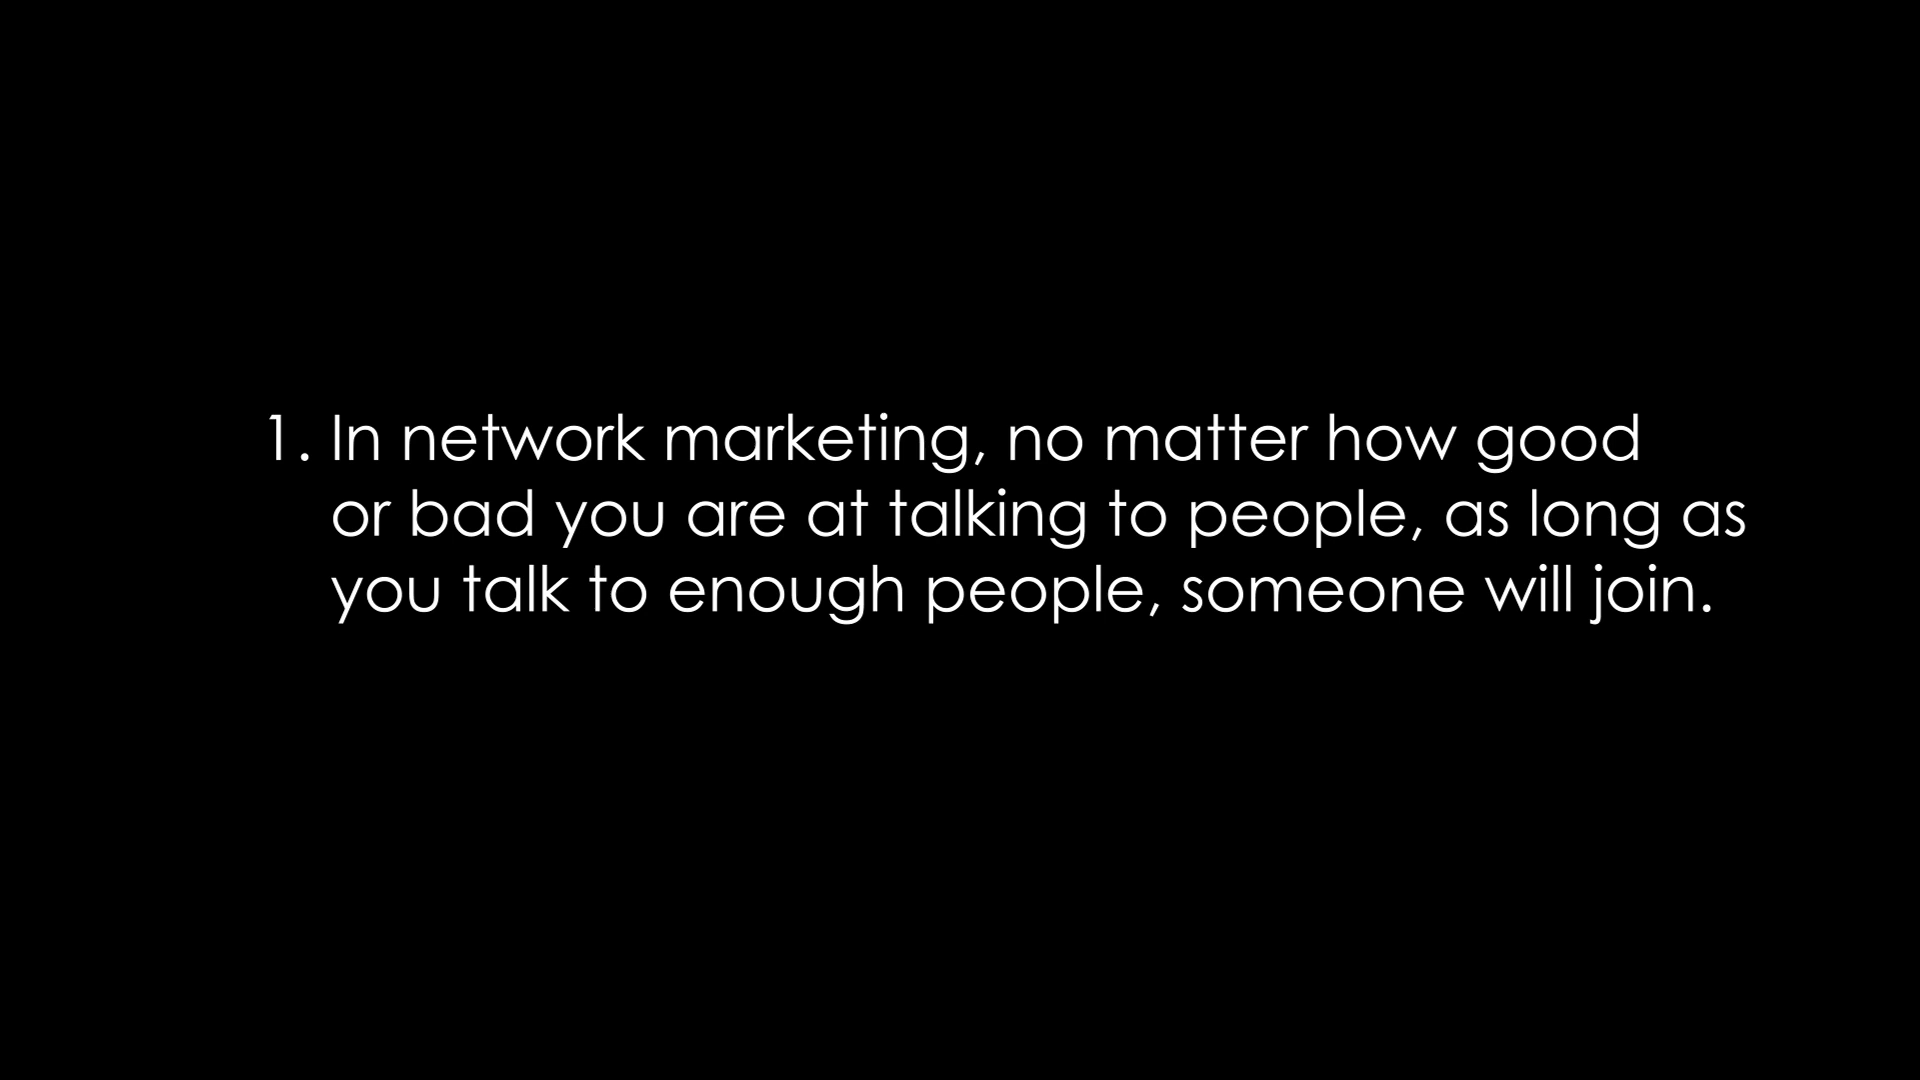 1. In network marketing, no matter how good
or bad you are at talking to people, as long as
you talk to enough people, someone will join.